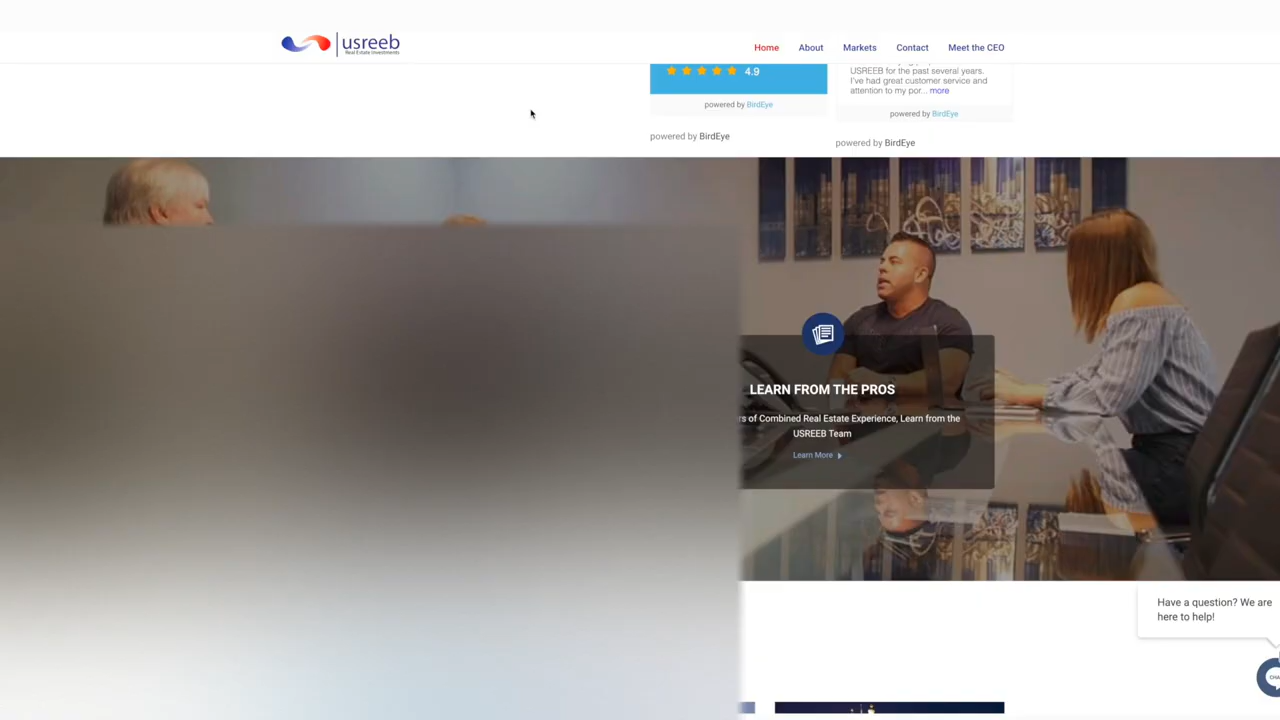 usreeb
Real Estate Investments
Home
About
Markets
Contact
Meet the CEO
4.9
powered by BirdEye
powered by BirdEye
USREEB for the past several years.
I've had great customer service and
attention to my por... more
powered by BirdEye
powered by BirdEye
LEARN FROM THE PROS
of Combined Real Estate Experience, Learn from the
USREEB Team
Learn More
Have a question? We are
here to help!